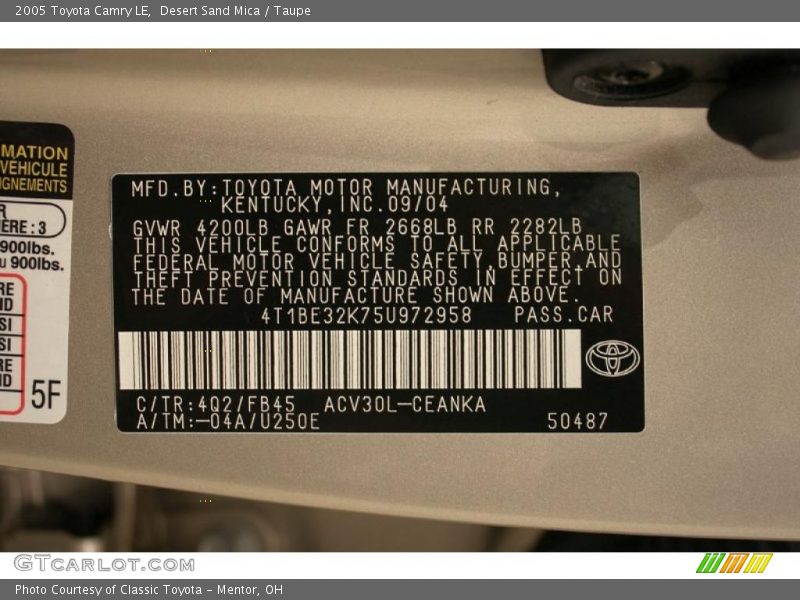 2005 Toyota Camry LE, Desert Sand Mica / Taupe
MATION
VEHICULE
IGNEMENTS
R
ERE : 3
900lbs.
u 900lbs.
RE
ND
SI
SI
RE
ND
5F
MFD.BY:TOYOTA MOTOR MANUFACTURING,
KENTUCKY,INC.09/04
GVWR 4200LB GAWR FR 2668LB RR 2282LB
THIS VEHICLE CONFORMS TO ALL APPLICABLE
FEDERAL MOTOR VEHICLE SAFETY,BUMPER,AND
THEFT PREVENTION STANDARDS IN EFFECT ON
THE DATE OF MANUFACTURE SHOWN ABOVE.
4T1BE32K75U972958 PASS.CAR
C/TR:4Q2/FB45 ACV30L-CEANKA
A/TM:-04A/U250E 50487
GTCARLOT.COM
Photo Courtesy of Classic Toyota - Mentor, OH